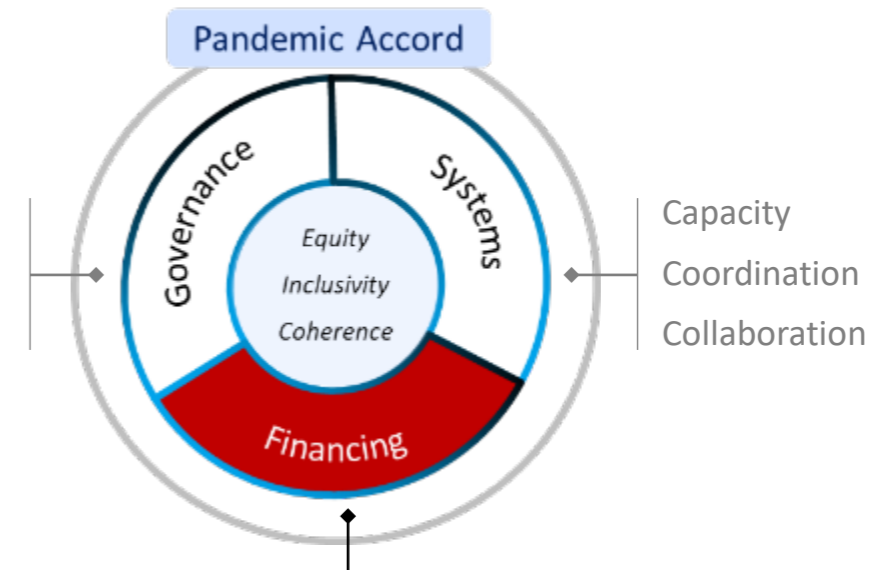 Pandemic Accord
Governance
Systems
Equity
Inclusivity
Coherence
Financing
Capacity
Coordination
Collaboration